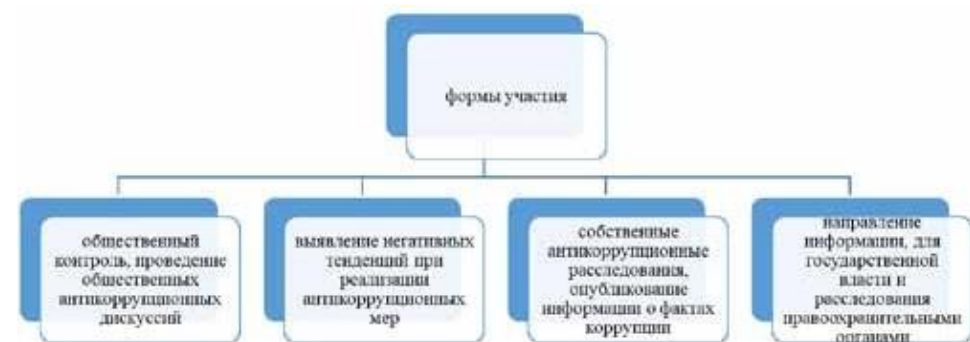 формы участия
общественный
контроль, проведение
общественных
антикоррупционных
дискуссий
выявление негативных
тенденций при
реализации
антикоррупционных
мер
собственные
антикоррупционные
расследования,
опубликование
информации о фактах
коррупции
направление
информации, для
государственной
власти и
расследования
правоохранительными
органами